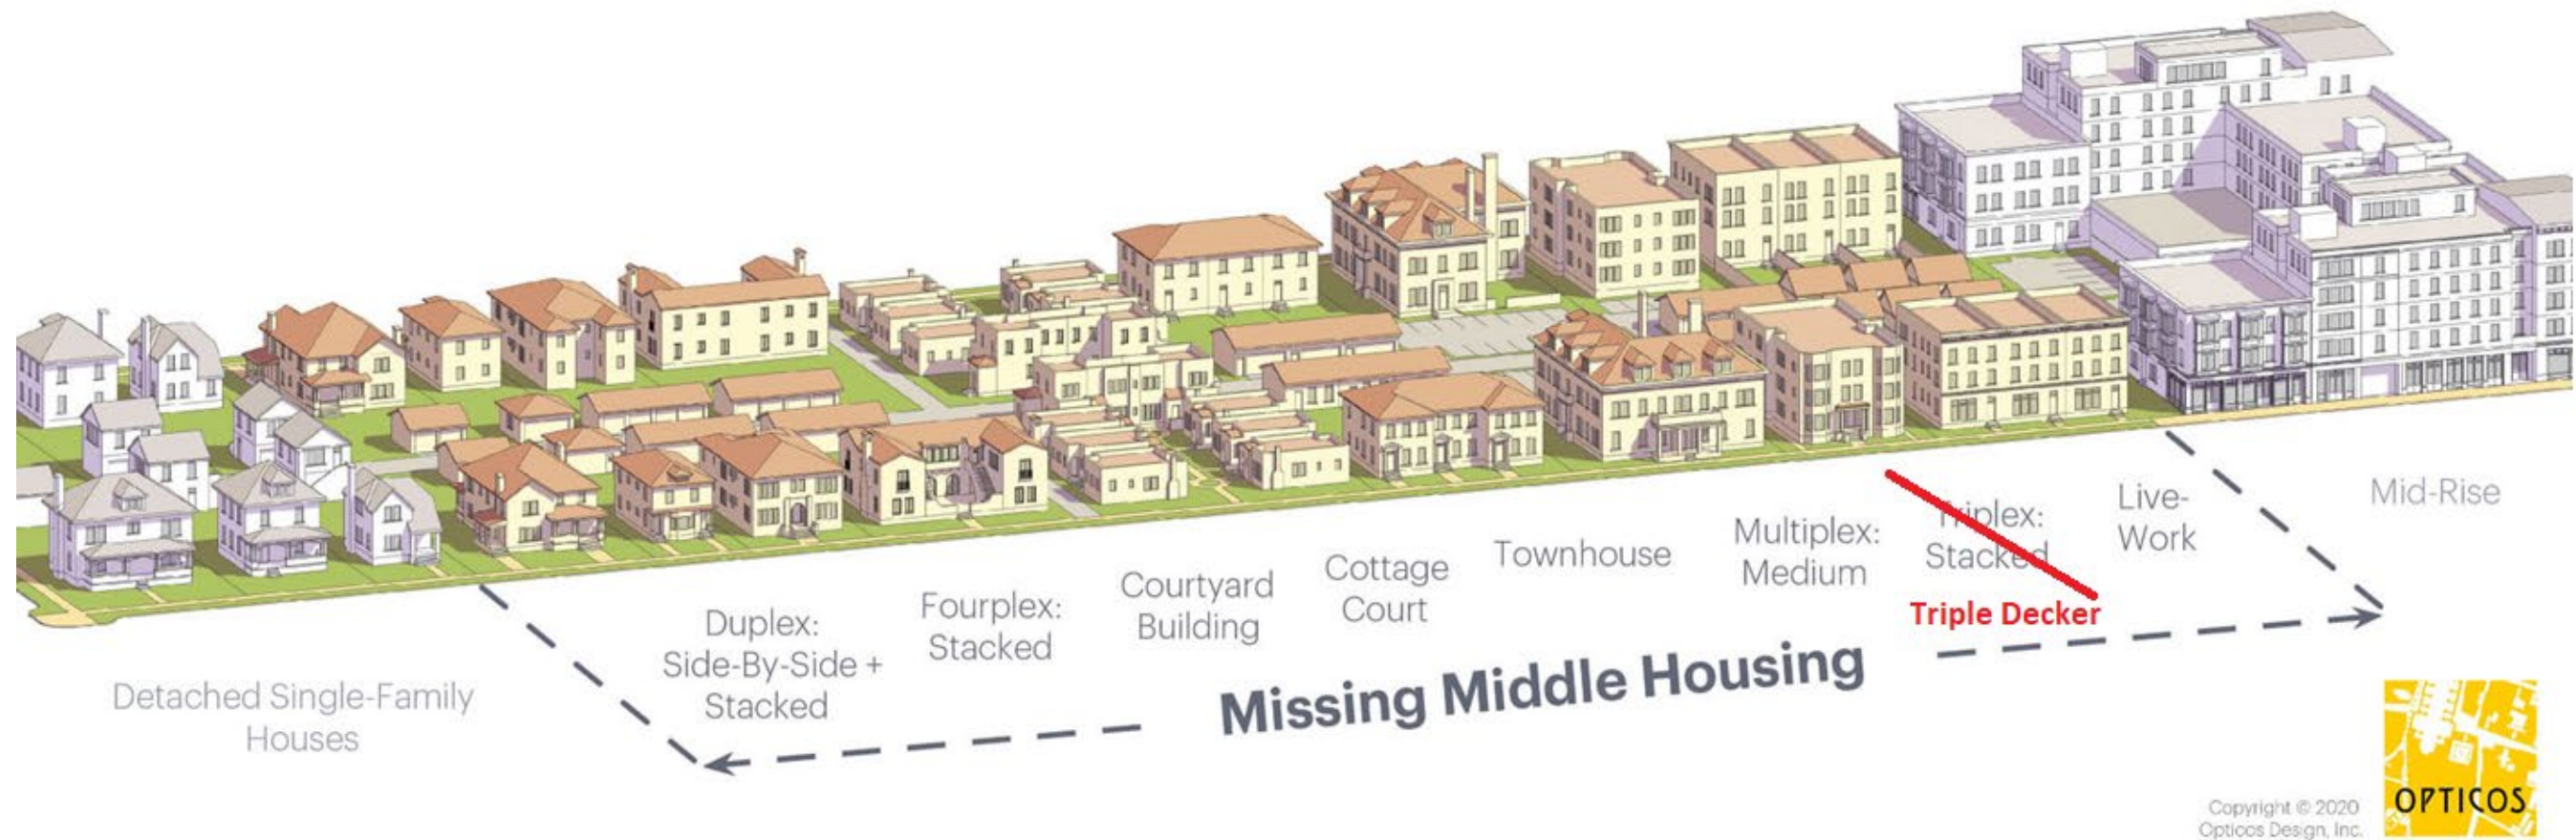 Detached Single-Family
Houses
Duplex:
Side-By-Side +
Stacked
Fourplex:
Stacked
Courtyard
Building
Cottage
Court
Townhouse
Multiplex:
Medium
Triplex:
Stacked
Triple Decker
Live-
Work
Mid-Rise
Missing Middle Housing
Copyright © 2020
Opticos Design, Inc.
OPTICOS